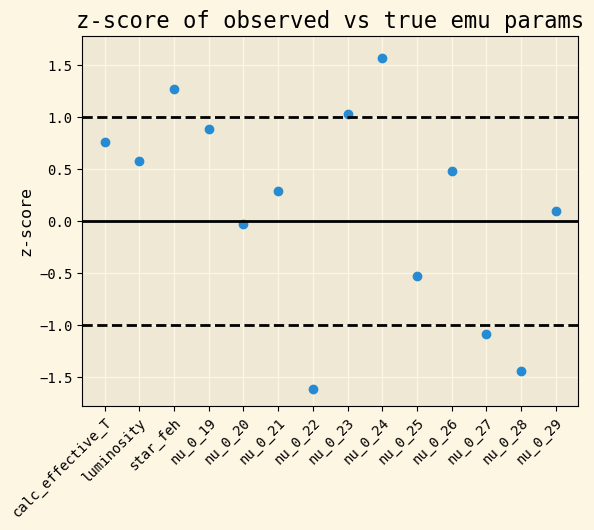 z-score of observed vs true emu params
z-score
1.5
1.0
0.5
0.0
−0.5
−1.0
−1.5
calc_effective_T
luminosity
star_feh
nu_0_19
nu_0_20
nu_0_21
nu_0_22
nu_0_23
nu_0_24
nu_0_25
nu_0_26
nu_0_27
nu_0_28
nu_0_29